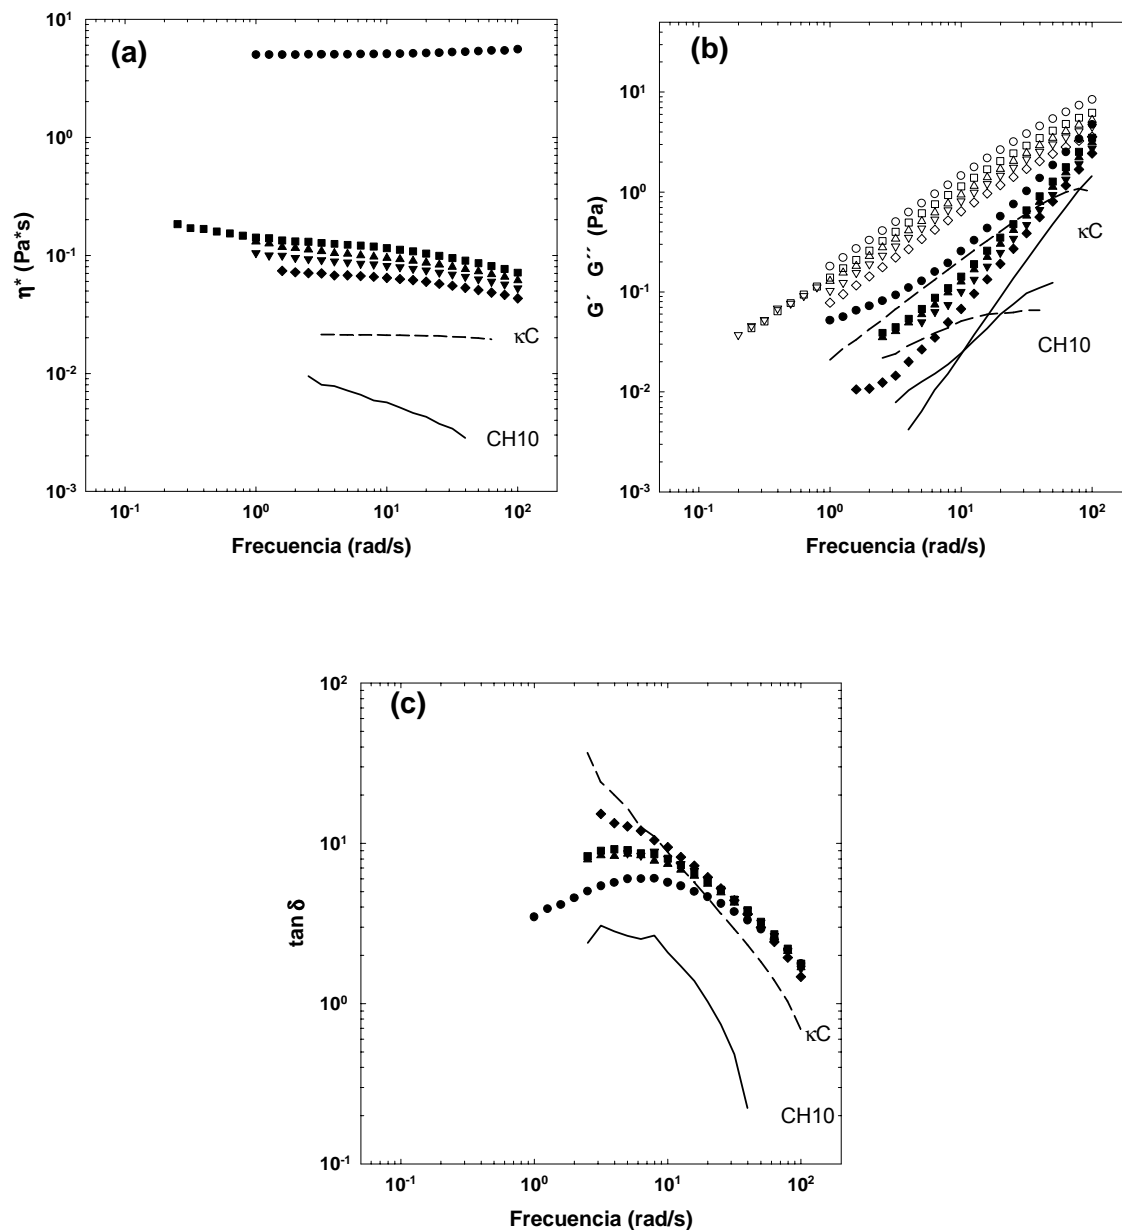 (a)
10¹
10⁰
10⁻¹
10⁻²
10⁻³
η* (Pa*s)
κC
CH10
10⁻¹ 10⁰ 10¹ 10²
Frecuencia (rad/s)
(b)
10¹
10⁰
10⁻¹
10⁻²
10⁻³
G´ G´´ (Pa)
κC
CH10
10⁻¹ 10⁰ 10¹ 10²
Frecuencia (rad/s)
(c)
10²
10¹
10⁰
10⁻¹
tan δ
κC
CH10
10⁻¹ 10⁰ 10¹ 10²
Frecuencia (rad/s)